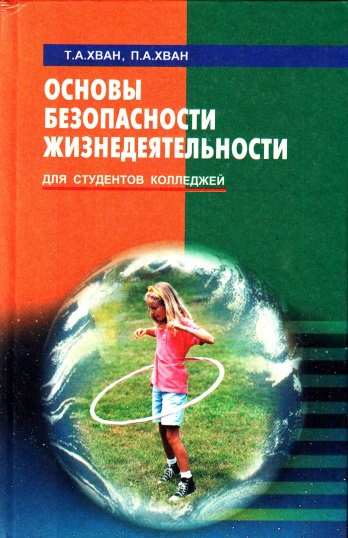 Т.А.ХВАН, П.А.ХВАН
ОСНОВЫ
БЕЗОПАСНОСТИ
ЖИЗНЕДЕЯТЕЛЬНОСТИ
ДЛЯ СТУДЕНТОВ КОЛЛЕДЖЕЙ